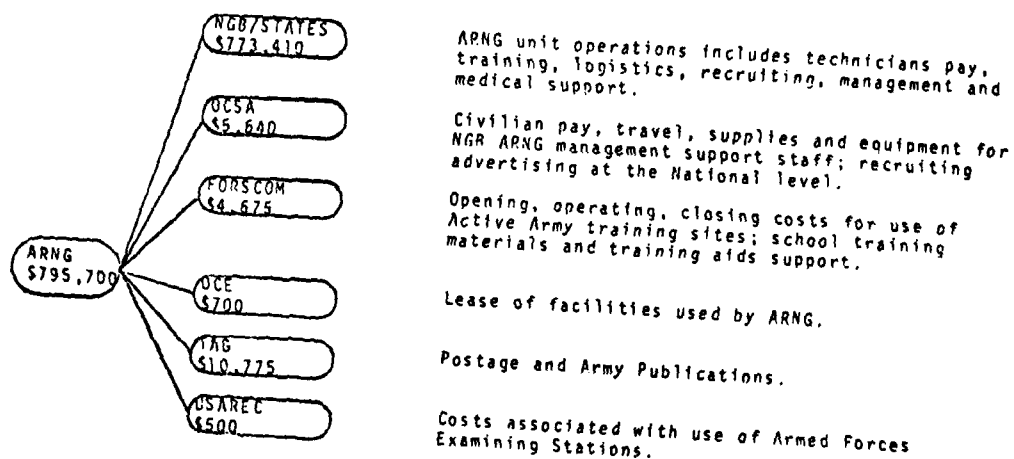 NGB/STATES
$773,410
ARNG unit operations includes technicians pay,
training, logistics, recruiting, management and
medical support.
OCSA
$5,640
Civilian pay, travel, supplies and equipment for
NGB ARNG management support staff; recruiting
advertising at the National level.
FORSCOM
$4,675
Opening, operating, closing costs for use of
Active Army training sites; school training
materials and training aids support.
ARNG
$795,700
OCE
$700
Lease of facilities used by ARNG.
TAG
$10,775
Postage and Army Publications.
USAREC
$500
Costs associated with use of Armed Forces
Examining Stations.